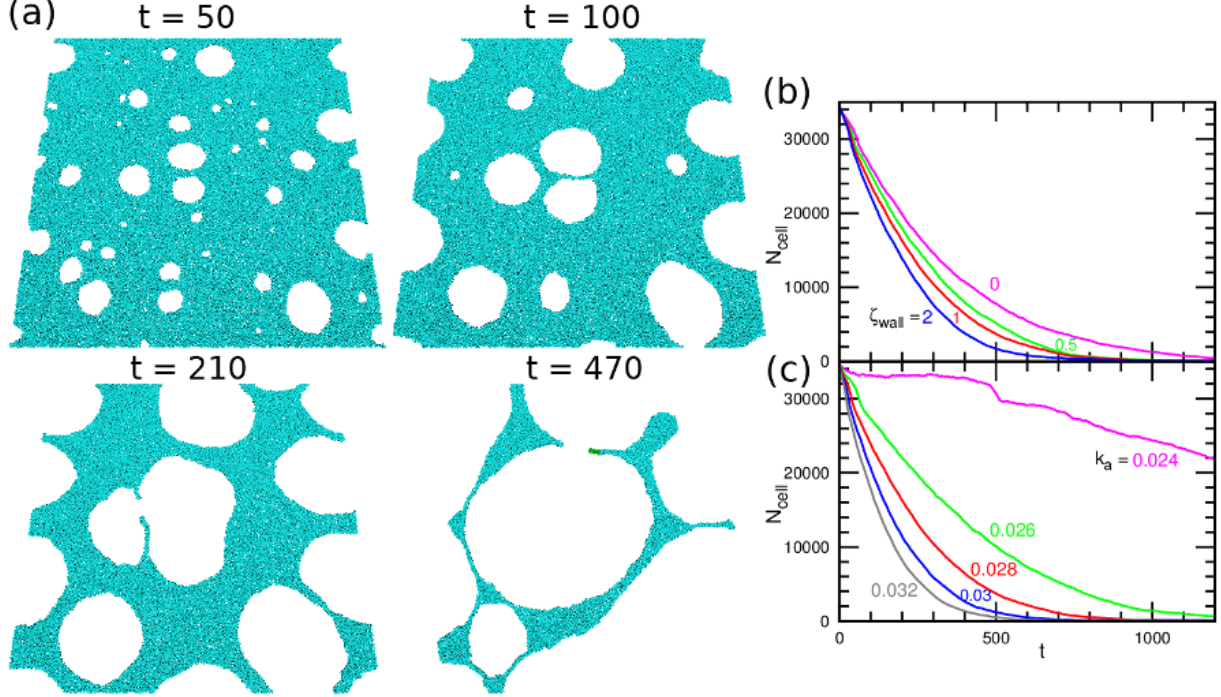 (a)
t = 50
t = 100
t = 210
t = 470
(b)
30000
20000
10000
0
N_cell
0
ζ_wall = 2
1
0.5
(c)
30000
20000
10000
0
N_cell
k_a = 0.024
0.026
0.028
0.03
0.032
0
500
1000
t